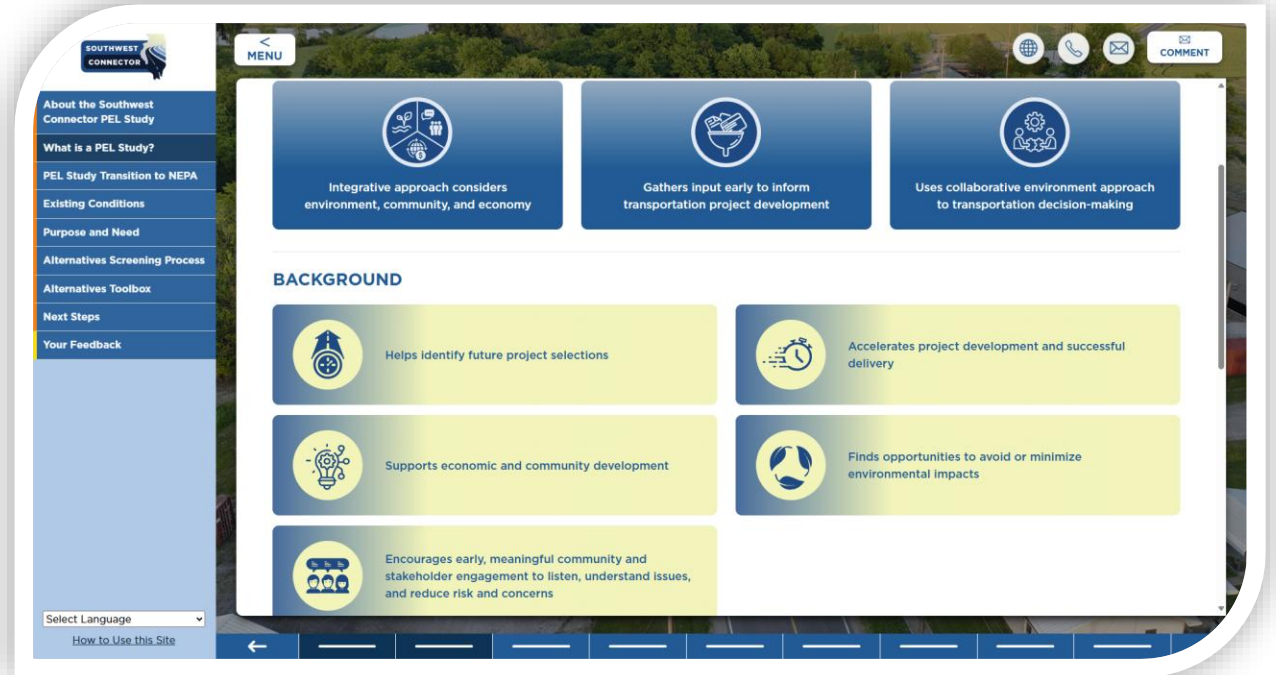 SOUTHWEST
CONNECTOR
<
MENU
COMMENT
About the Southwest
Connector PEL Study
What is a PEL Study?
PEL Study Transition to NEPA
Existing Conditions
Purpose and Need
Alternatives Screening Process
Alternatives Toolbox
Next Steps
Your Feedback
Select Language
How to Use this Site
Integrative approach considers
environment, community, and economy
Gathers input early to inform
transportation project development
Uses collaborative environment approach
to transportation decision-making
BACKGROUND
Helps identify future project selections
Accelerates project development and successful
delivery
Supports economic and community development
Finds opportunities to avoid or minimize
environmental impacts
Encourages early, meaningful community and
stakeholder engagement to listen, understand issues,
and reduce risk and concerns